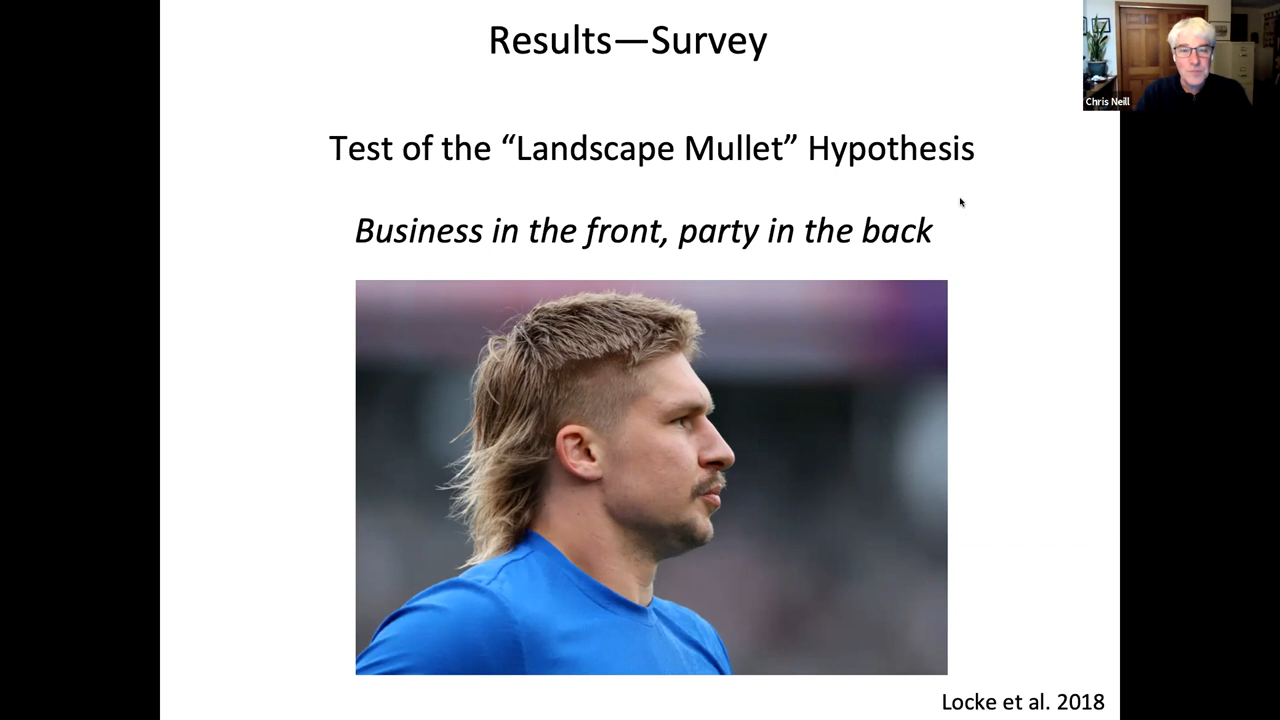 Results—Survey
Chris Neill
Test of the “Landscape Mullet” Hypothesis
Business in the front, party in the back
Locke et al. 2018